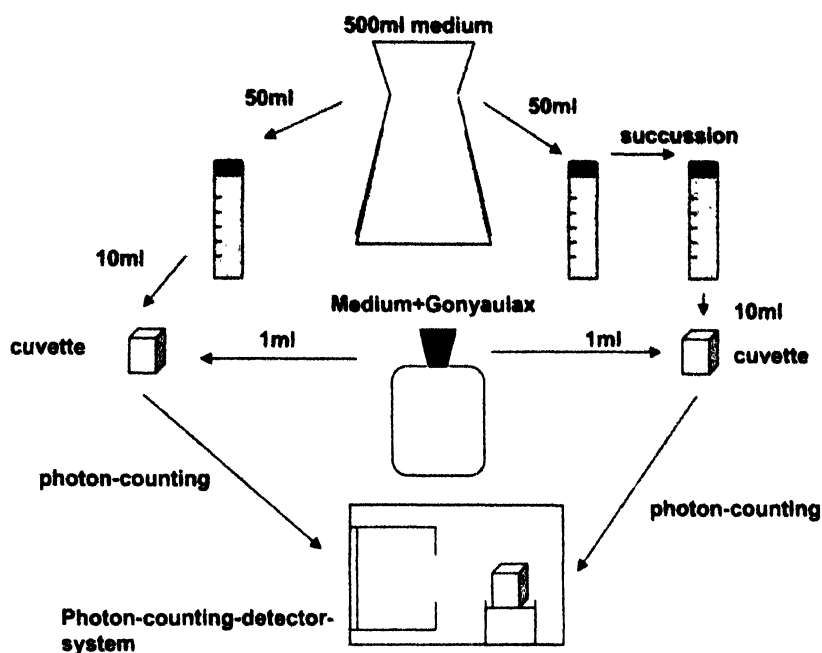 500ml medium
50ml
50ml
succussion
10ml
Medium+Gonyaulax
10ml
cuvette
1ml
1ml
cuvette
photon-counting
photon-counting
Photon-counting-detector-
system